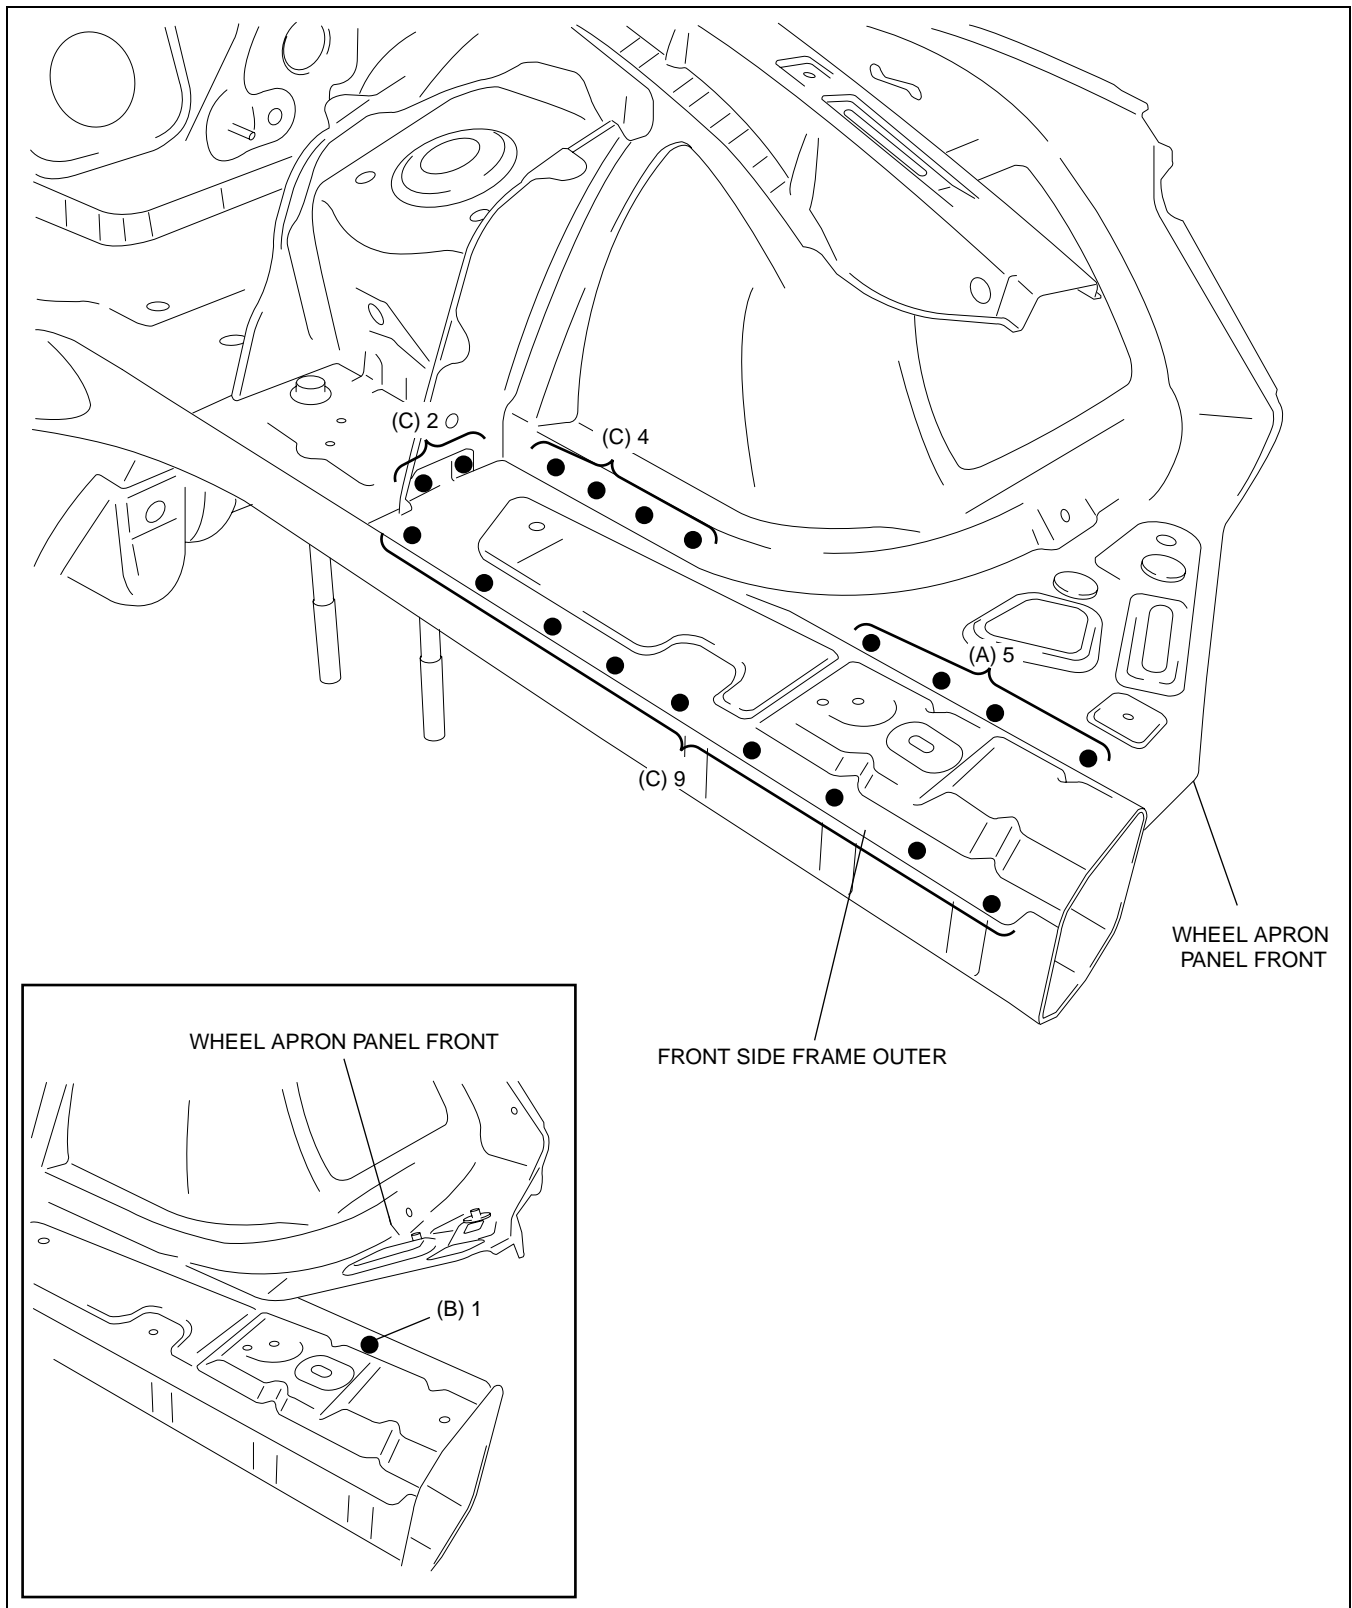 (C) 2
(C) 4
(A) 5
(C) 9
WHEEL APRON
PANEL FRONT
FRONT SIDE FRAME OUTER
WHEEL APRON PANEL FRONT
(B) 1